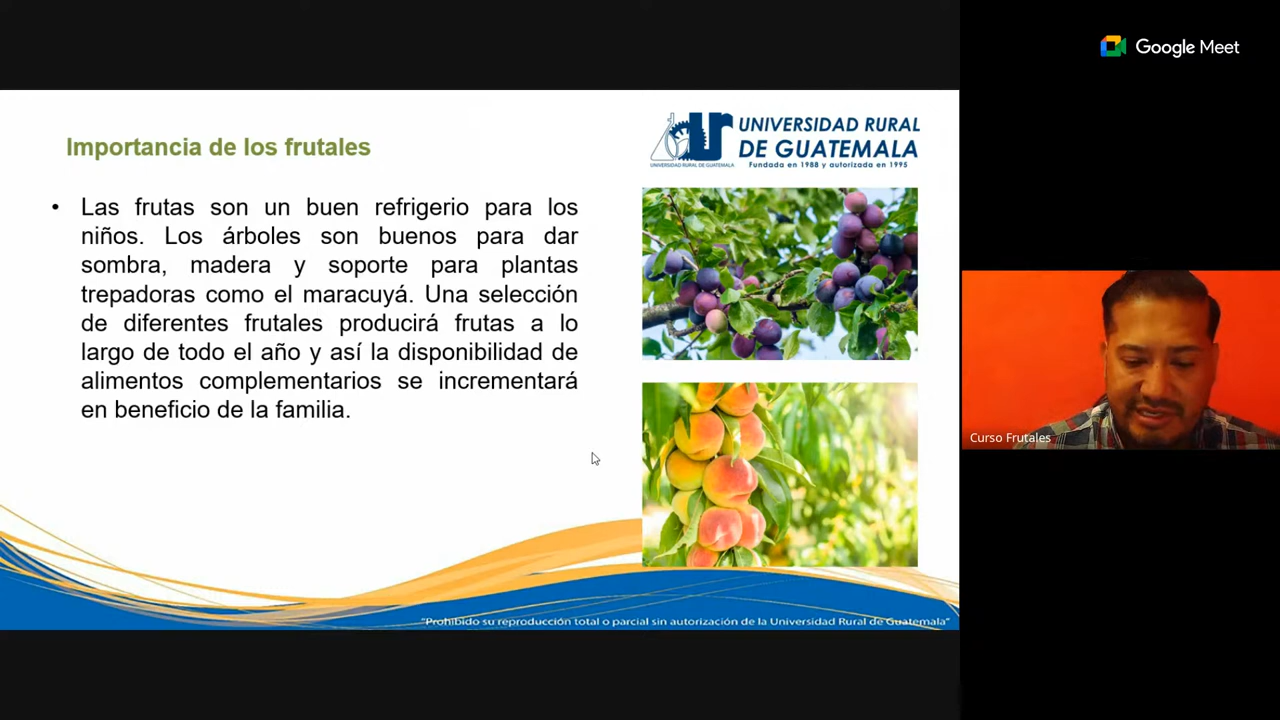 Google Meet
Importancia de los frutales
UNIVERSIDAD RURAL
DE GUATEMALA
Fundada en 1988 y autorizada en 1995
UNIVERSIDAD RURAL DE GUATEMALA
• Las frutas son un buen refrigerio para los
niños. Los árboles son buenos para dar
sombra, madera y soporte para plantas
trepadoras como el maracuyá. Una selección
de diferentes frutales producirá frutas a lo
largo de todo el año y así la disponibilidad de
alimentos complementarios se incrementará
en beneficio de la familia.
Curso Frutales
"Prohibido su reproducción total o parcial sin autorización de la Universidad Rural de Guatemala"